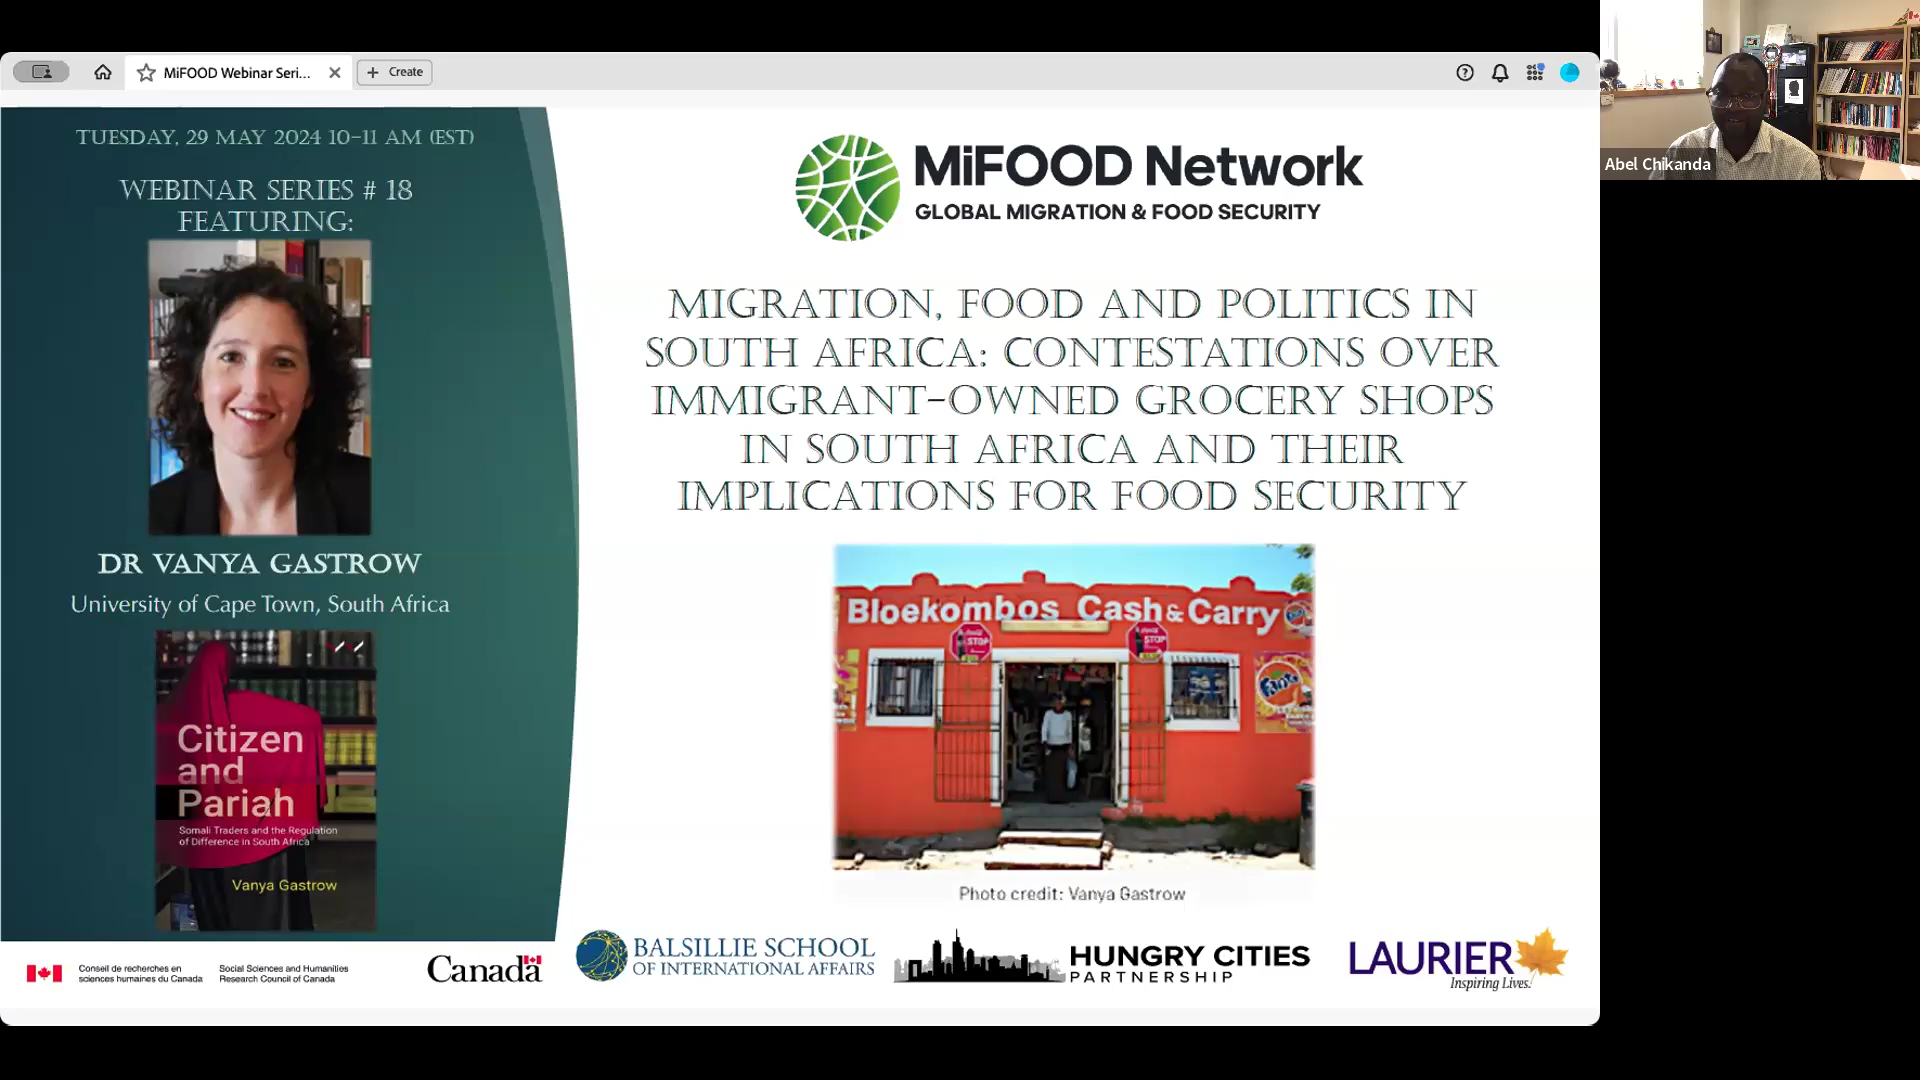 MiFOOD Webinar Seri...
Create
TUESDAY, 29 MAY 2024 10-11 AM (EST)
WEBINAR SERIES # 18
FEATURING:
DR VANYA GASTROW
University of Cape Town, South Africa
Citizen
and
Pariah
Somali Traders and the Regulation
of Difference in South Africa
Vanya Gastrow
MiFOOD Network
GLOBAL MIGRATION & FOOD SECURITY
MIGRATION, FOOD AND POLITICS IN
SOUTH AFRICA: CONTESTATIONS OVER
IMMIGRANT-OWNED GROCERY SHOPS
IN SOUTH AFRICA AND THEIR
IMPLICATIONS FOR FOOD SECURITY
Bloekombos Cash & Carry
STOP
STOP
Fanta
Photo credit: Vanya Gastrow
Conseil de recherches en
sciences humaines du Canada
Social Sciences and Humanities
Research Council of Canada
Canada
BALSILLIE SCHOOL
OF INTERNATIONAL AFFAIRS
HUNGRY CITIES
PARTNERSHIP
LAURIER
Inspiring Lives.
Abel Chikanda